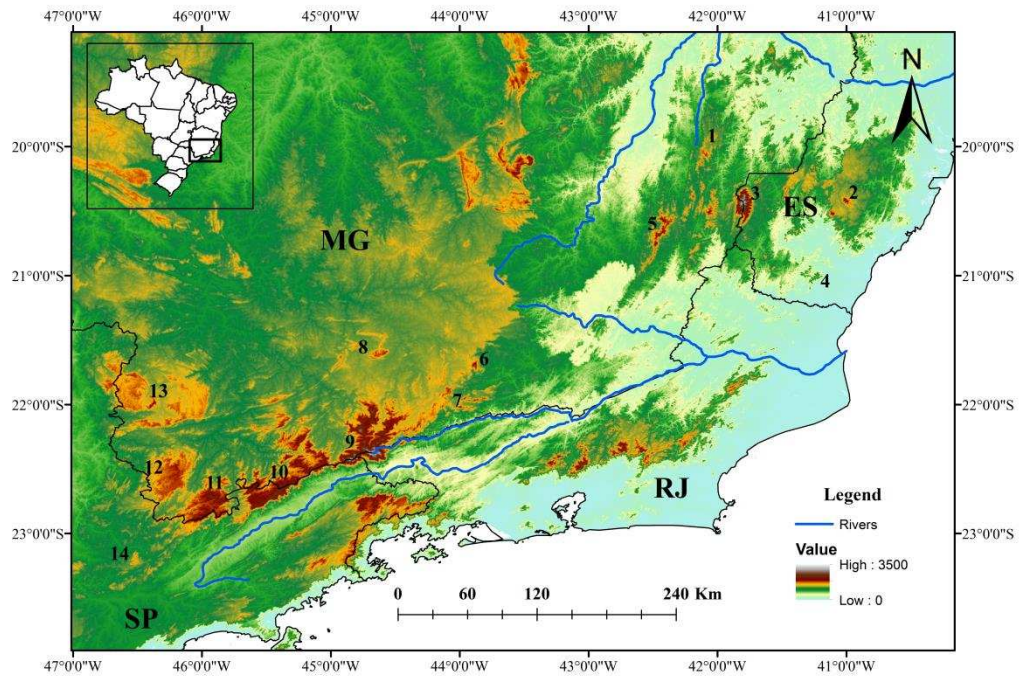 47°0'0"W 46°0'0"W 45°0'0"W 44°0'0"W 43°0'0"W 42°0'0"W 41°0'0"W
N
20°0'0"S 20°0'0"S
1
2
3
ES
5
MG
21°0'0"S 21°0'0"S
4
8
6
13
7
22°0'0"S 22°0'0"S
9
12
10
11
RJ
Legend
23°0'0"S 23°0'0"S
Rivers
14
Value
High : 3500
Low : 0
0 60 120 240 Km
SP
47°0'0"W 46°0'0"W 45°0'0"W 44°0'0"W 43°0'0"W 42°0'0"W 41°0'0"W